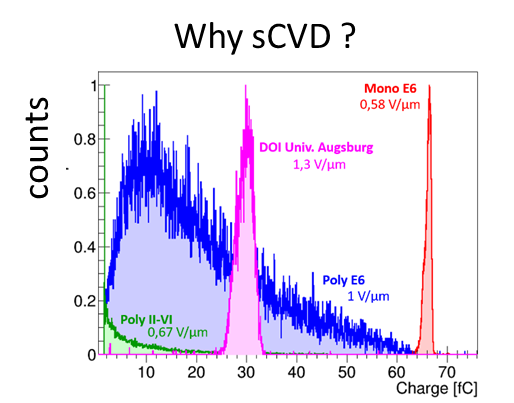 Why sCVD ?
counts
Mono E6
0,58 V/μm
DOI Univ. Augsburg
1,3 V/μm
Poly E6
1 V/μm
Poly II-VI
0,67 V/μm
1
0.8
0.6
0.4
0.2
0
10 20 30 40 50 60 70
Charge [fC]